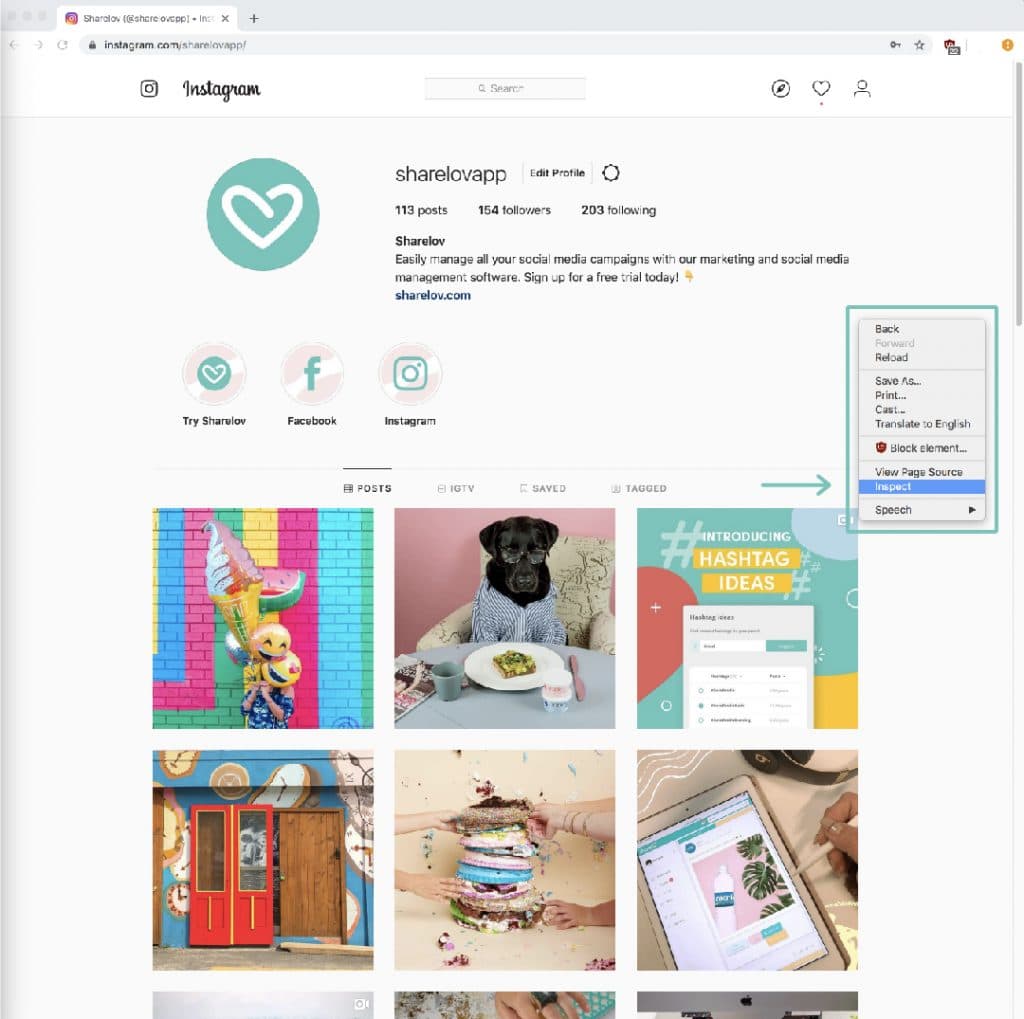 Sharelov (@sharelovapp) • Inst
instagram.com/sharelovapp/
Instagram
Search
sharelovapp
Edit Profile
113 posts 154 followers 203 following
Sharelov
Easily manage all your social media campaigns with our marketing and social media
management software. Sign up for a free trial today! 👇
sharelov.com
Try Sharelov
Facebook
Instagram
Back
Forward
Reload
Save As...
Print...
Cast...
Translate to English
Block element...
View Page Source
Inspect
Speech
POSTS
IGTV
SAVED
TAGGED
#INTRODUCING
HASHTAG
IDEAS
Hashtag Ideas